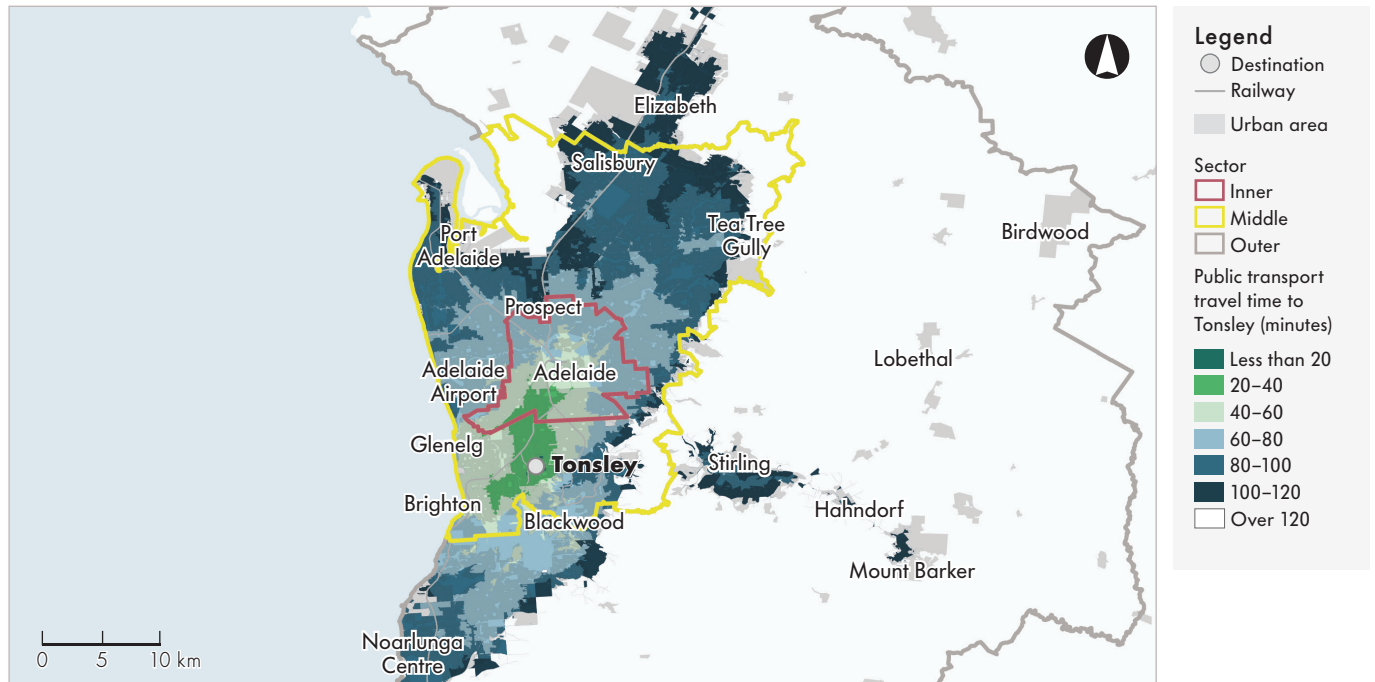 Elizabeth
Salisbury
Tea Tree
Gully
Port
Adelaide
Birdwood
Prospect
Lobethal
Adelaide
Airport
Adelaide
Glenelg
Tonsley
Stirling
Brighton
Blackwood
Hahndorf
Mount Barker
Noarlunga
Centre
0 5 10 km
Legend
Destination
Railway
Urban area
Sector
Inner
Middle
Outer
Public transport
travel time to
Tonsley (minutes)
Less than 20
20–40
40–60
60–80
80–100
100–120
Over 120